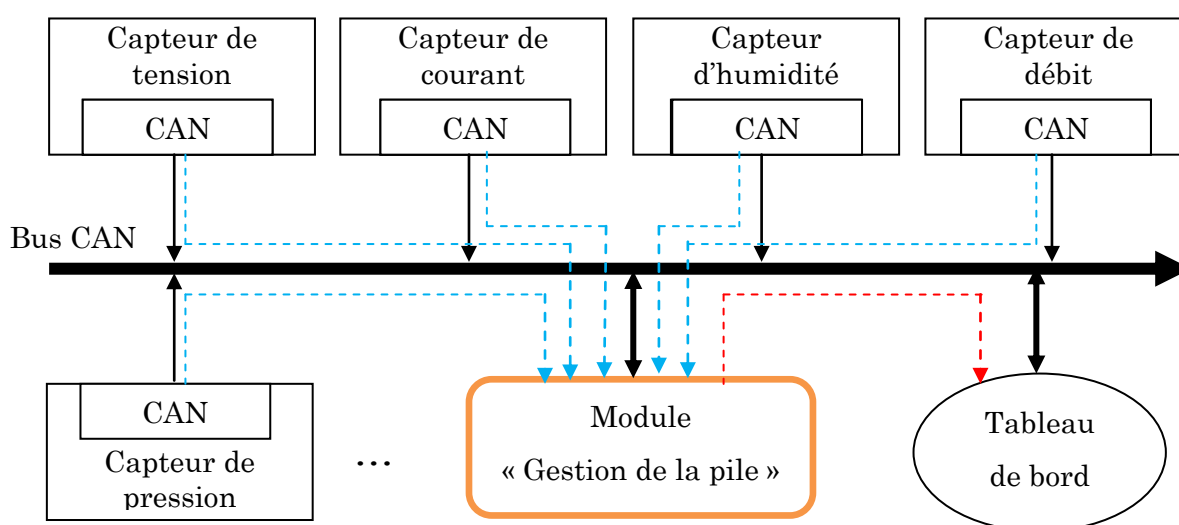 Capteur de
tension
CAN
Capteur de
courant
CAN
Capteur
d’humidité
CAN
Capteur de
débit
CAN
Bus CAN
CAN
Capteur de
pression
…
Module
« Gestion de la pile »
Tableau
de bord